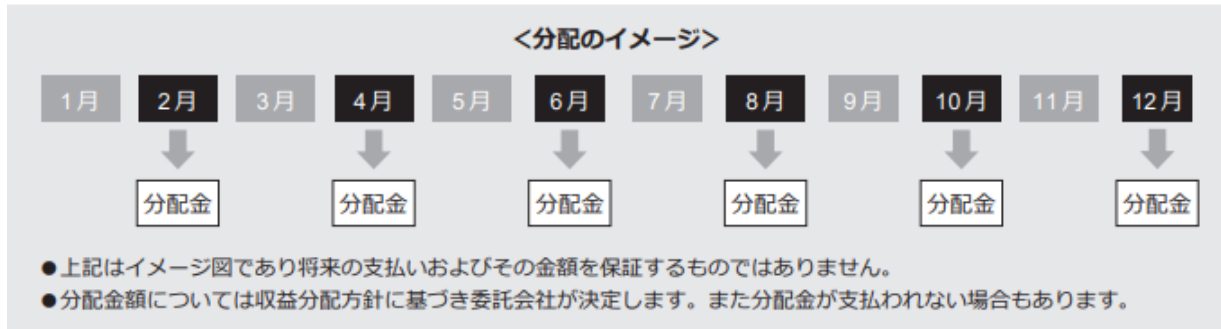 <分配のイメージ>
1月 2月 3月 4月 5月 6月 7月 8月 9月 10月 11月 12月
分配金 分配金 分配金 分配金 分配金 分配金
●上記はイメージ図であり将来の支払いおよびその金額を保証するものではありません。
●分配金額については収益分配方針に基づき委託会社が決定します。また分配金が支払われない場合もあります。